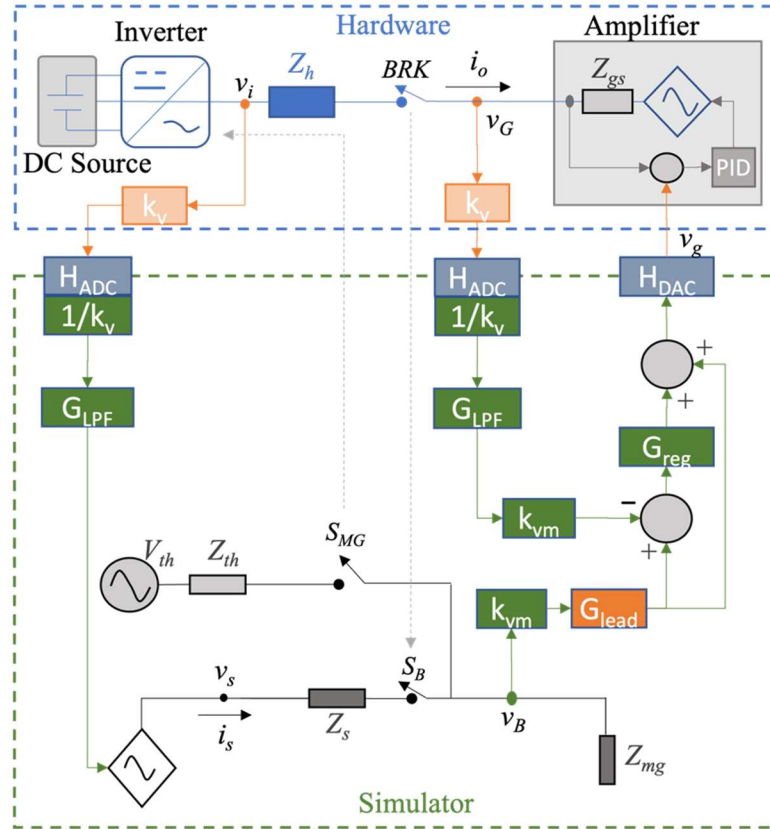 Hardware
Inverter
Amplifier
DC Source
v_i
Z_h
BRK
i_o
v_G
Z_gs
PID
k_v
k_v
v_g
H_ADC
1/k_v
H_ADC
1/k_v
H_DAC
+
+
G_LPF
G_LPF
G_reg
k_vm
−
+
V_th
Z_th
S_MG
k_vm
G_lead
v_s
i_s
Z_s
S_B
v_B
Z_mg
Simulator